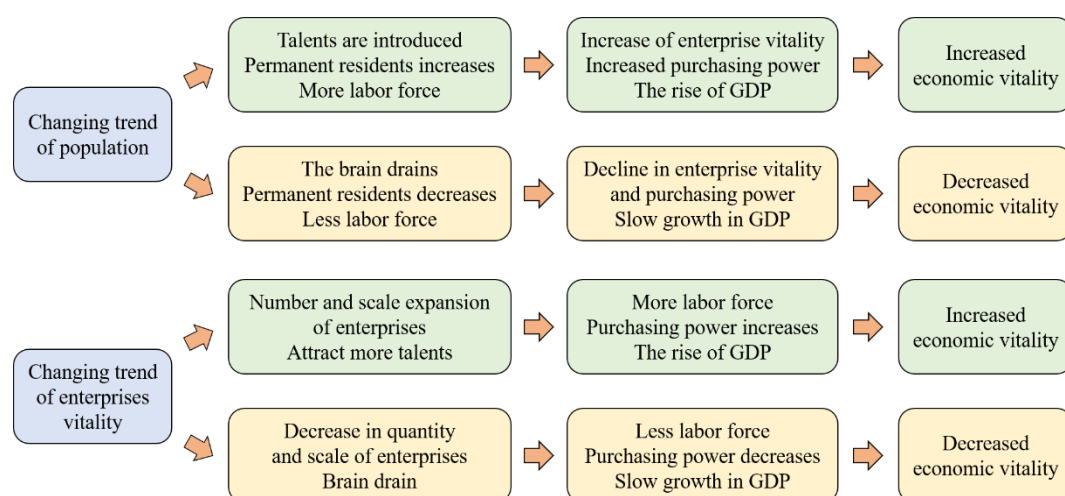 Changing trend
of population
Talents are introduced
Permanent residents increases
More labor force
Increase of enterprise vitality
Increased purchasing power
The rise of GDP
Increased
economic vitality
The brain drains
Permanent residents decreases
Less labor force
Decline in enterprise vitality
and purchasing power
Slow growth in GDP
Decreased
economic vitality
Changing trend
of enterprises
vitality
Number and scale expansion
of enterprises
Attract more talents
More labor force
Purchasing power increases
The rise of GDP
Increased
economic vitality
Decrease in quantity
and scale of enterprises
Brain drain
Less labor force
Purchasing power decreases
Slow growth in GDP
Decreased
economic vitality